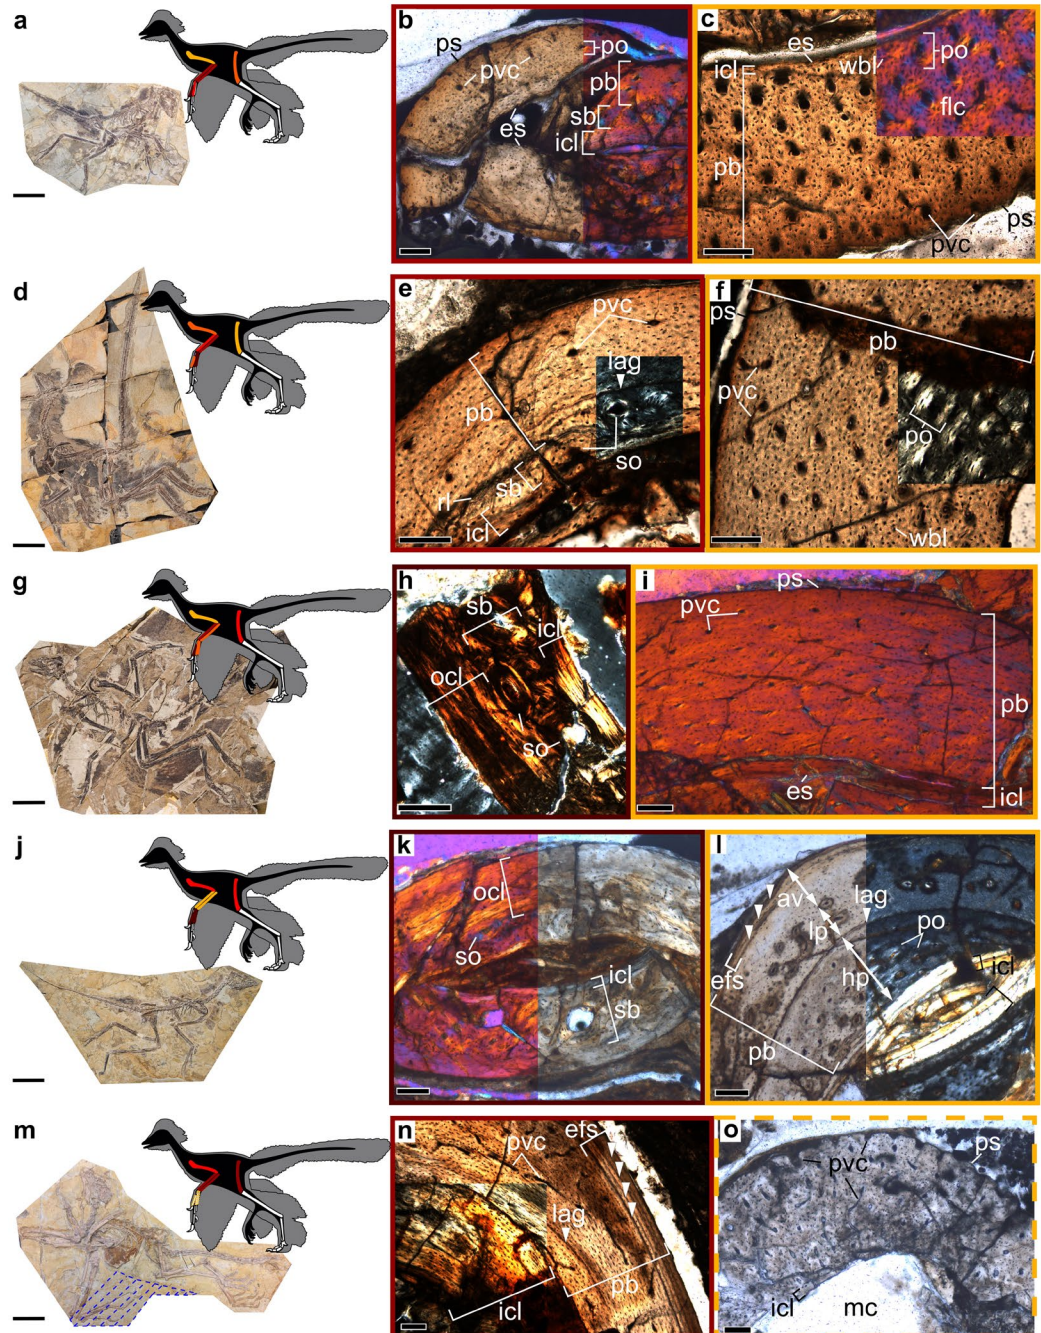 a
b
ps
pvc
po
pb
sb
icl
es
c
es
icl
wbl
po
flc
pb
pvc
ps
d
e
pvc
lag
pb
so
sb
rl
icl
f
ps
pb
pvc
po
wbl
g
h
sb
icl
ocl
so
i
ps
pvc
pb
es
icl
j
k
ocl
so
icl
sb
l
av
lag
lp
po
efs
hp
icl
pb
m
n
efs
pvc
lag
pb
icl
o
pvc
ps
icl
mc